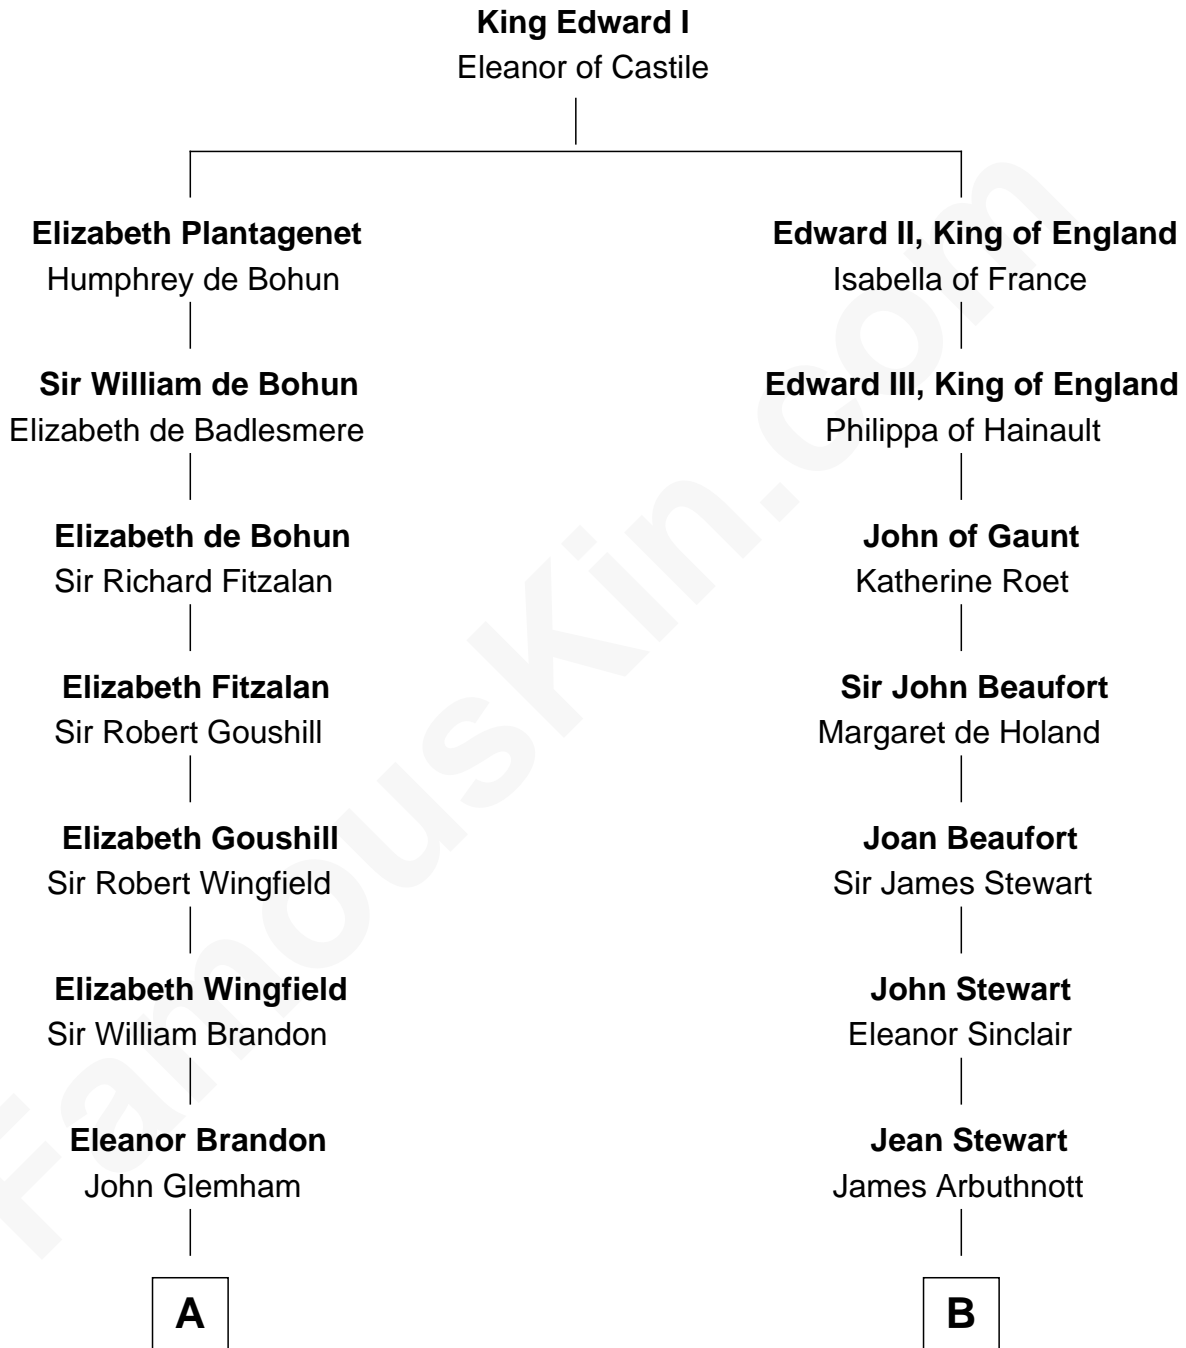 King Edward I
Eleanor of Castile
Elizabeth Plantagenet
Humphrey de Bohun
Sir William de Bohun
Elizabeth de Badlesmere
Elizabeth de Bohun
Sir Richard Fitzalan
Elizabeth Fitzalan
Sir Robert Goushill
Elizabeth Goushill
Sir Robert Wingfield
Elizabeth Wingfield
Sir William Brandon
Eleanor Brandon
John Glemham
A
Edward II, King of England
Isabella of France
Edward III, King of England
Philippa of Hainault
John of Gaunt
Katherine Roet
Sir John Beaufort
Margaret de Holand
Joan Beaufort
Sir James Stewart
John Stewart
Eleanor Sinclair
Jean Stewart
James Arbuthnott
B
FamousKin.com